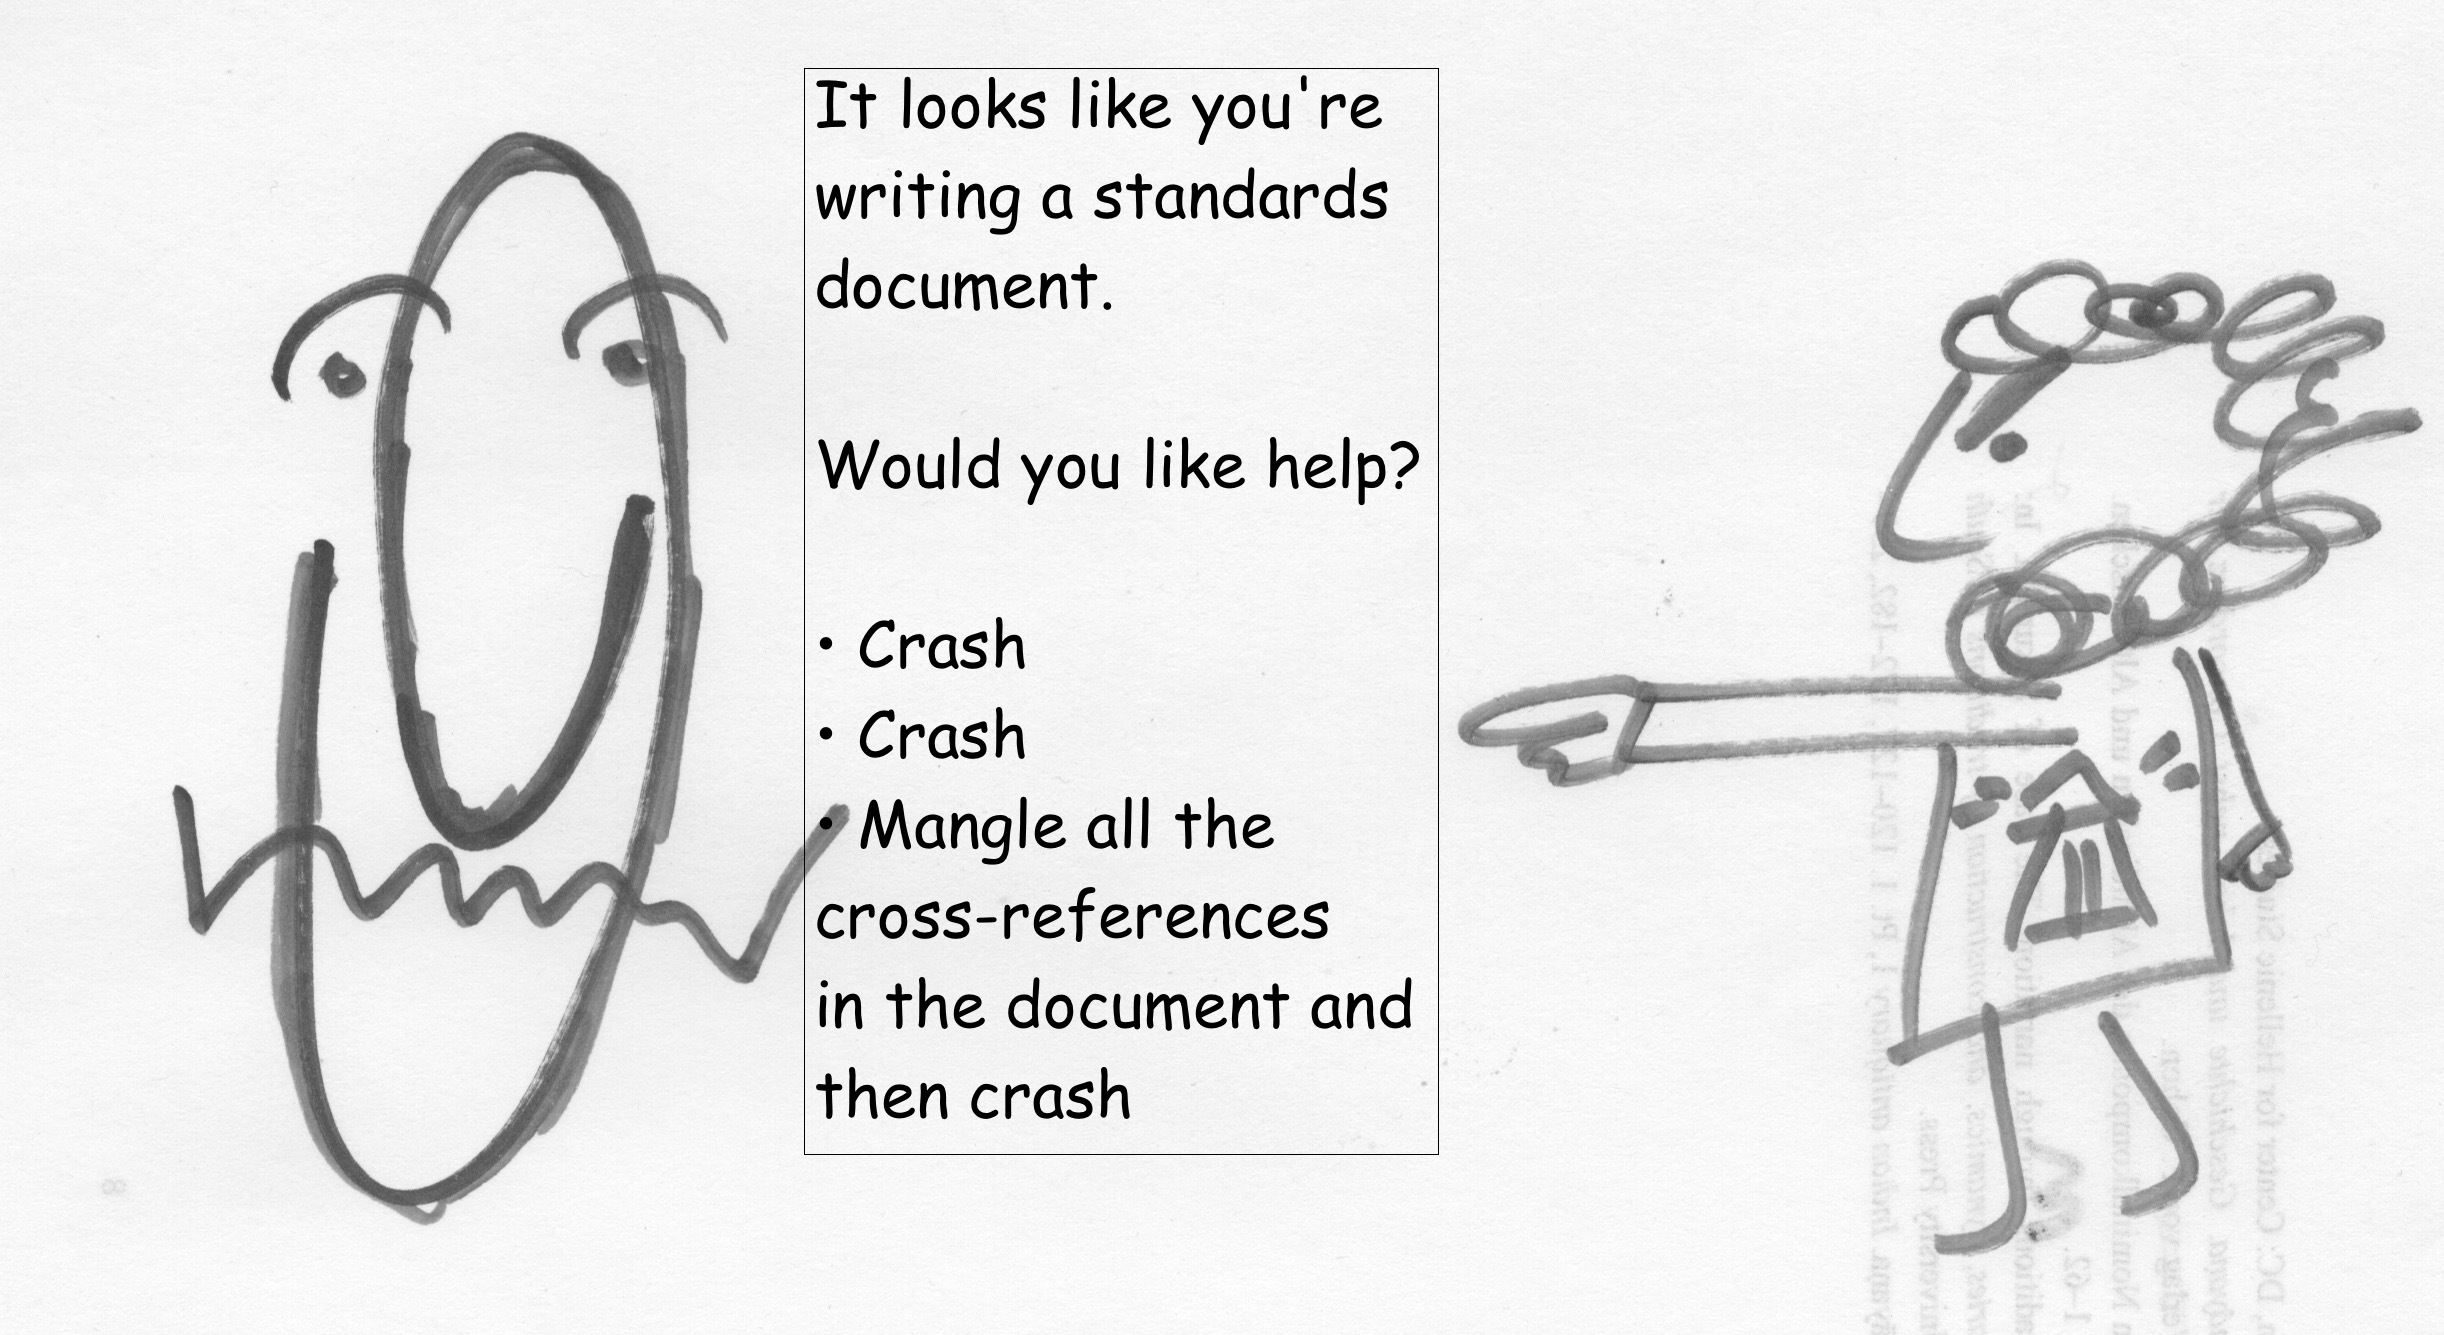 It looks like you're
writing a standards
document.
Would you like help?
• Crash
• Crash
• Mangle all the
cross-references
in the document and
then crash